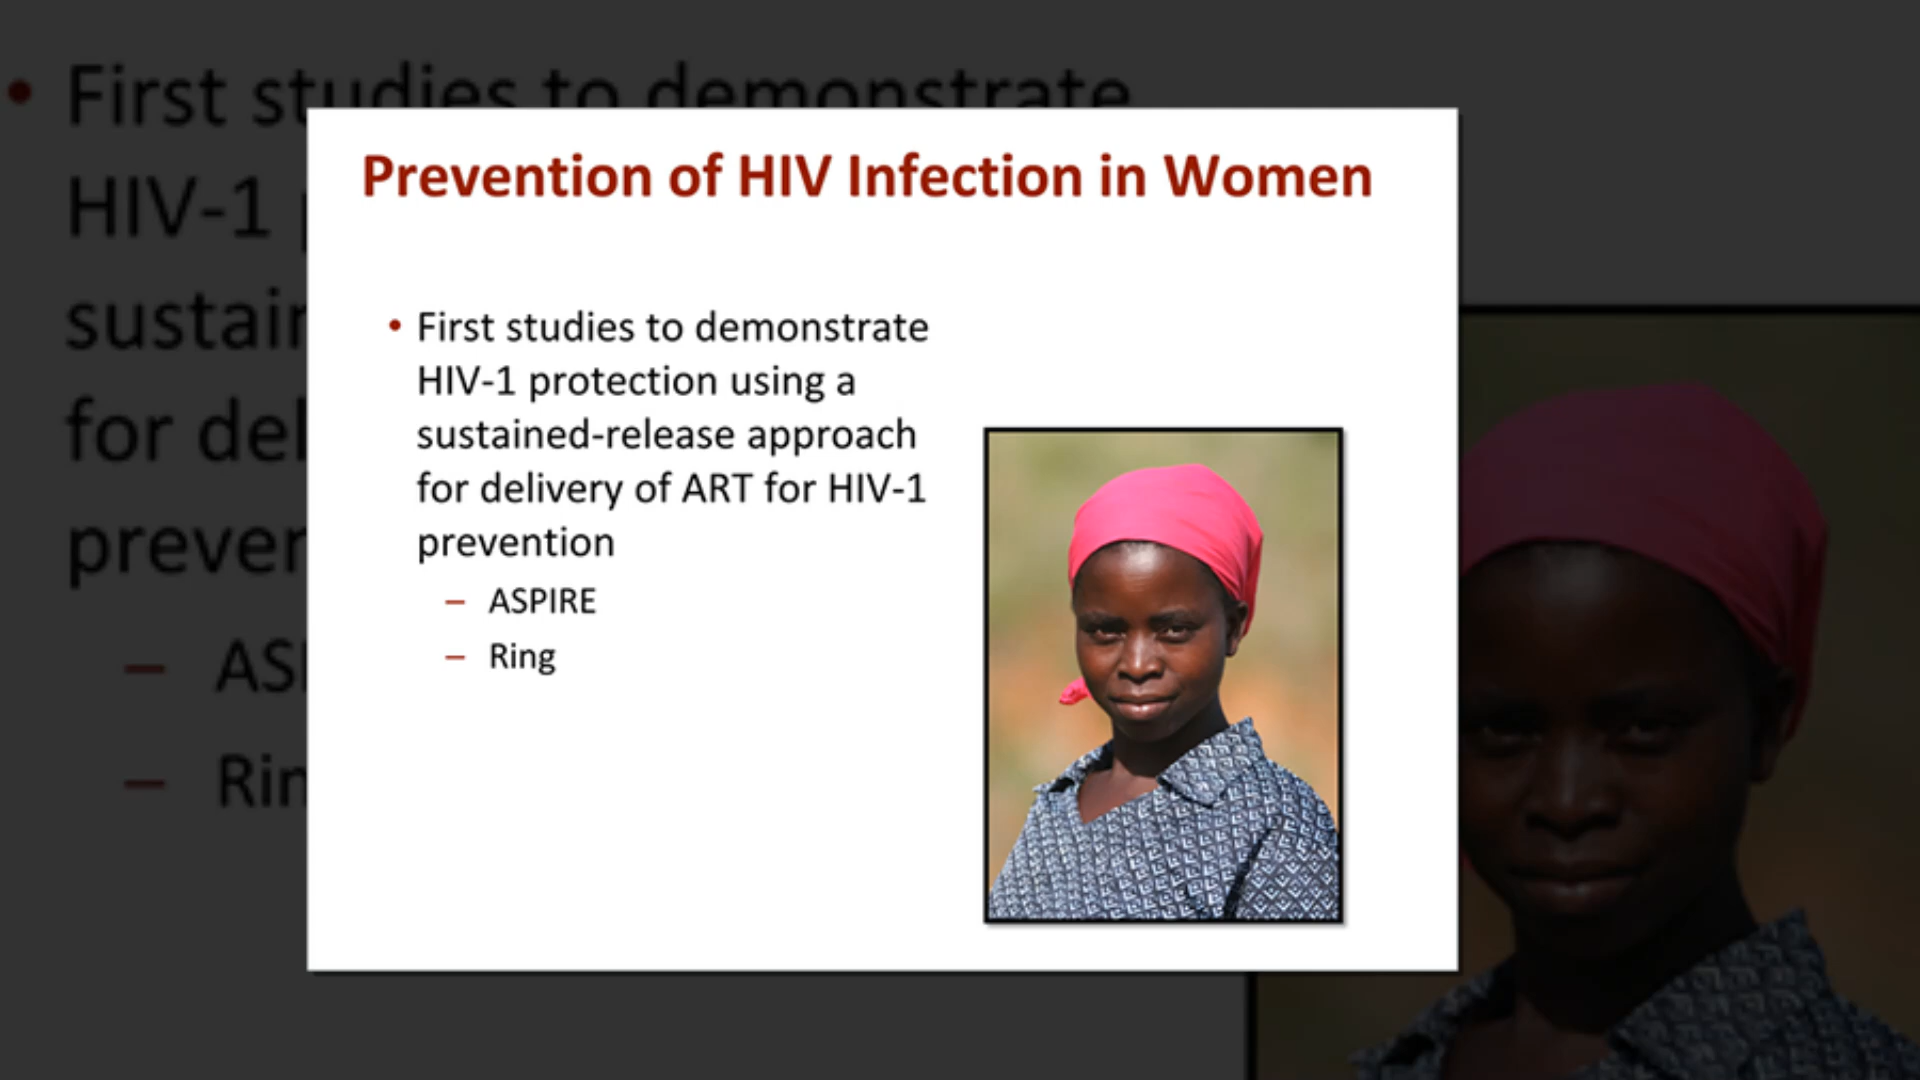 Prevention of HIV Infection in Women
• First studies to demonstrate
HIV-1 protection using a
sustained-release approach
for delivery of ART for HIV-1
prevention
– ASPIRE
– Ring